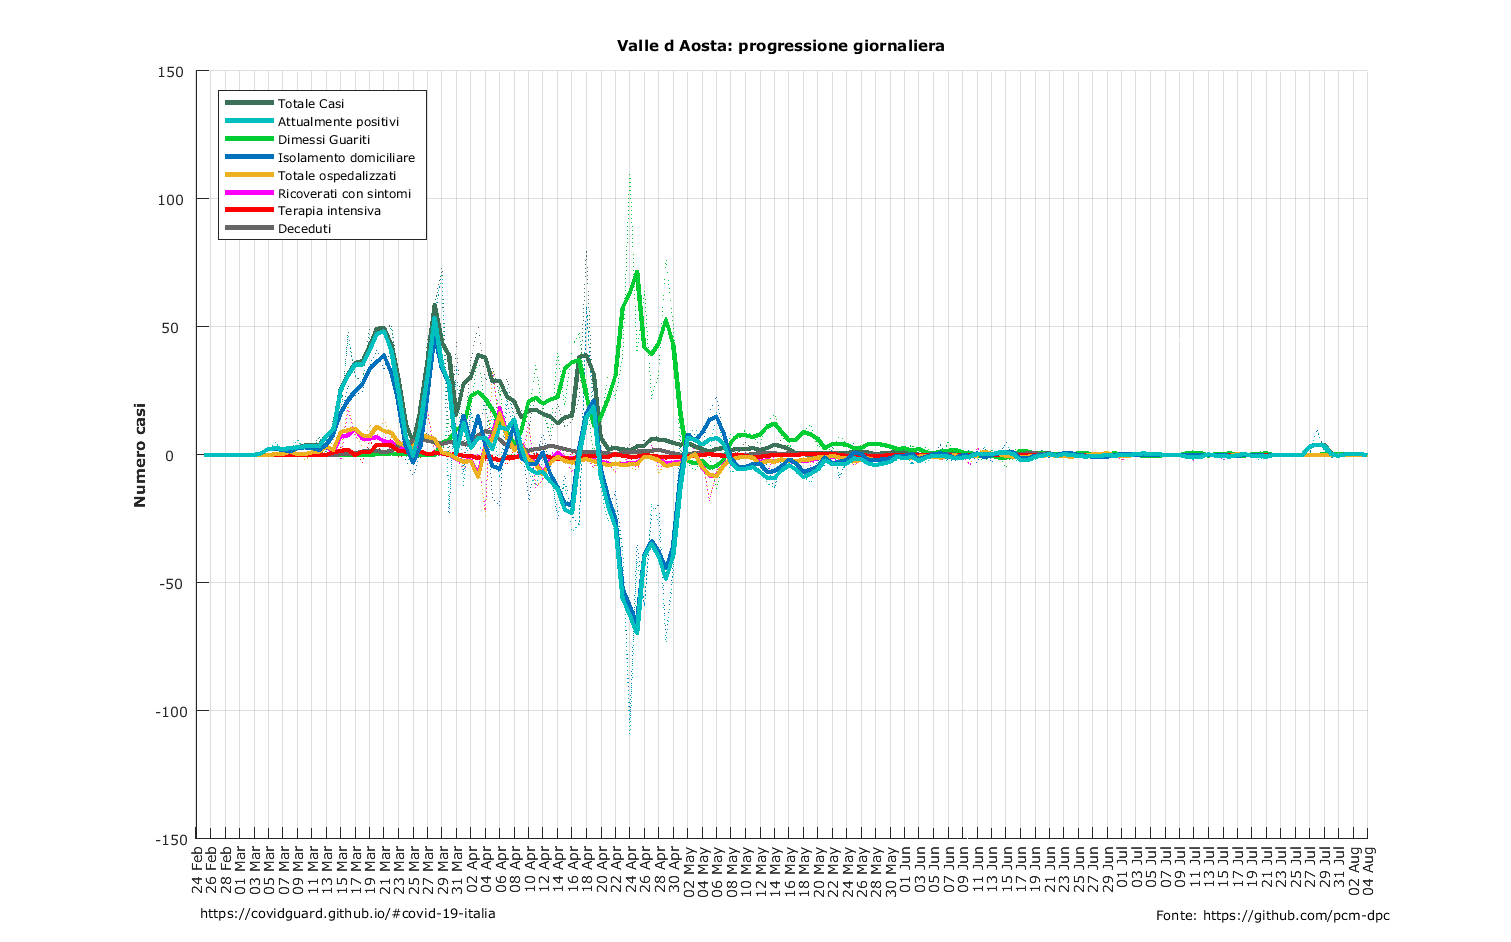 Valle d Aosta: progressione giornaliera
Numero casi
150
100
50
0
-50
-100
-150
Totale Casi
Attualmente positivi
Dimessi Guariti
Isolamento domiciliare
Totale ospedalizzati
Ricoverati con sintomi
Terapia intensiva
Deceduti
24 Feb
26 Feb
28 Feb
01 Mar
03 Mar
05 Mar
07 Mar
09 Mar
11 Mar
13 Mar
15 Mar
17 Mar
19 Mar
21 Mar
23 Mar
25 Mar
27 Mar
29 Mar
31 Mar
02 Apr
04 Apr
06 Apr
08 Apr
10 Apr
12 Apr
14 Apr
16 Apr
18 Apr
20 Apr
22 Apr
24 Apr
26 Apr
28 Apr
30 Apr
02 May
04 May
06 May
08 May
10 May
12 May
14 May
16 May
18 May
20 May
22 May
24 May
26 May
28 May
30 May
01 Jun
03 Jun
05 Jun
07 Jun
09 Jun
11 Jun
13 Jun
15 Jun
17 Jun
19 Jun
21 Jun
23 Jun
25 Jun
27 Jun
29 Jun
01 Jul
03 Jul
05 Jul
07 Jul
09 Jul
11 Jul
13 Jul
15 Jul
17 Jul
19 Jul
21 Jul
23 Jul
25 Jul
27 Jul
29 Jul
31 Jul
02 Aug
04 Aug
https://covidguard.github.io/#covid-19-italia
Fonte: https://github.com/pcm-dpc